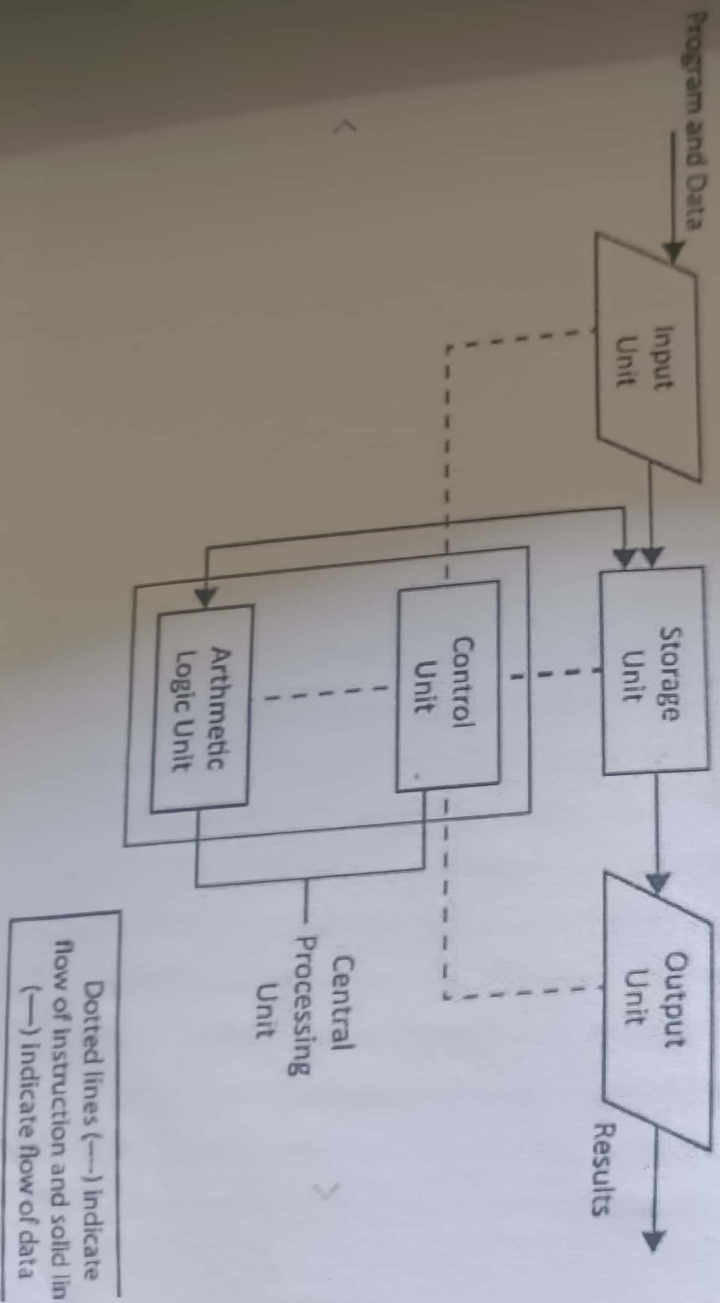 Program and Data
Input
Unit
Storage
Unit
Output
Unit
Results
Control
Unit
Arthmetic
Logic Unit
Central
Processing
Unit
Dotted lines (----) indicate
flow of instruction and solid lin
(—) indicate flow of data